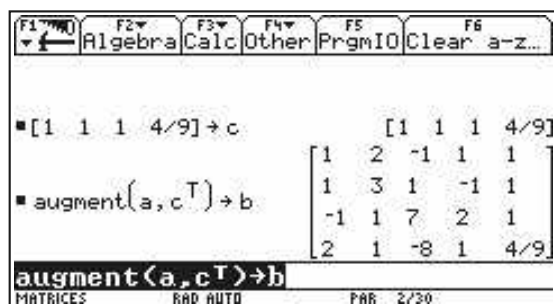 F1 F2 F3 F4 F5 F6
Algebra Calc Other PrgmIO Clear a-z…
▪[1 1 1 4/9]→c [1 1 1 4/9]
[1 2 ⁻1 1 1
1 3 1 ⁻1 1
▪augment(a,cᵀ)→b
⁻1 1 7 2 1
2 1 ⁻8 1 4/9]
augment(a,cᵀ)→b
MATRICES RAD AUTO PAR 2/30